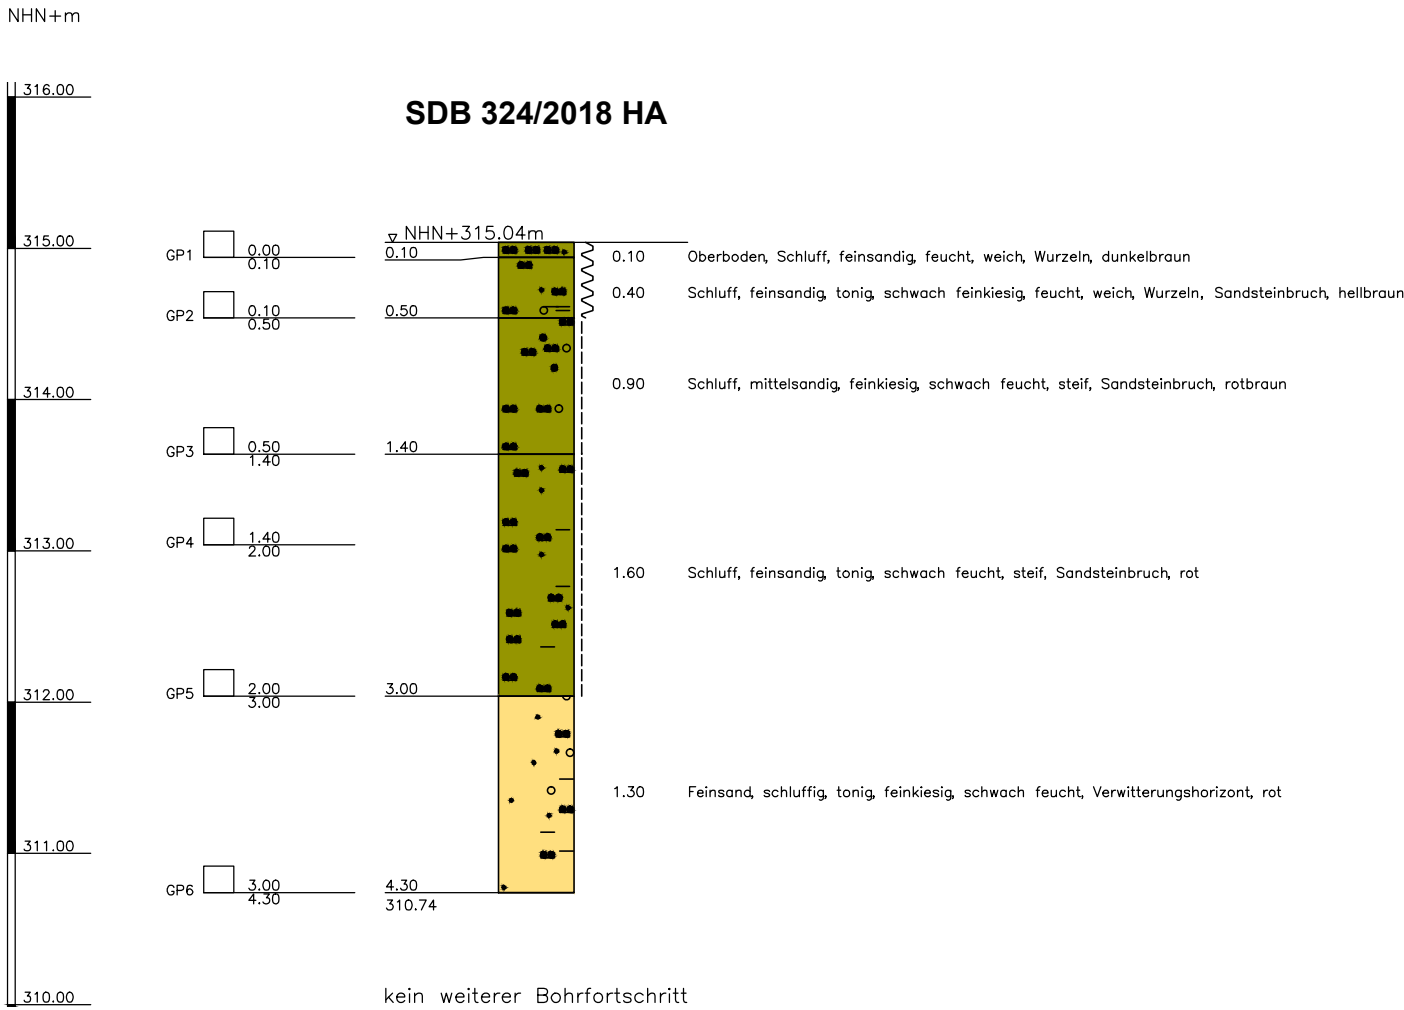 NHN+m
316.00
SDB 324/2018 HA
315.00
NHN+315.04m
GP1 0.00
0.10
0.10
0.10 Oberboden, Schluff, feinsandig, feucht, weich, Wurzeln, dunkelbraun
0.40 Schluff, feinsandig, tonig, schwach feinkiesig, feucht, weich, Wurzeln, Sandsteinbruch, hellbraun
GP2 0.10
0.50
0.50
0.90 Schluff, mittelsandig, feinkiesig, schwach feucht, steif, Sandsteinbruch, rotbraun
314.00
GP3 0.50
1.40
1.40
GP4 1.40
2.00
313.00
1.60 Schluff, feinsandig, tonig, schwach feucht, steif, Sandsteinbruch, rot
GP5 2.00
3.00
3.00
312.00
1.30 Feinsand, schluffig, tonig, feinkiesig, schwach feucht, Verwitterungshorizont, rot
311.00
GP6 3.00
4.30
4.30
310.74
310.00
kein weiterer Bohrfortschritt